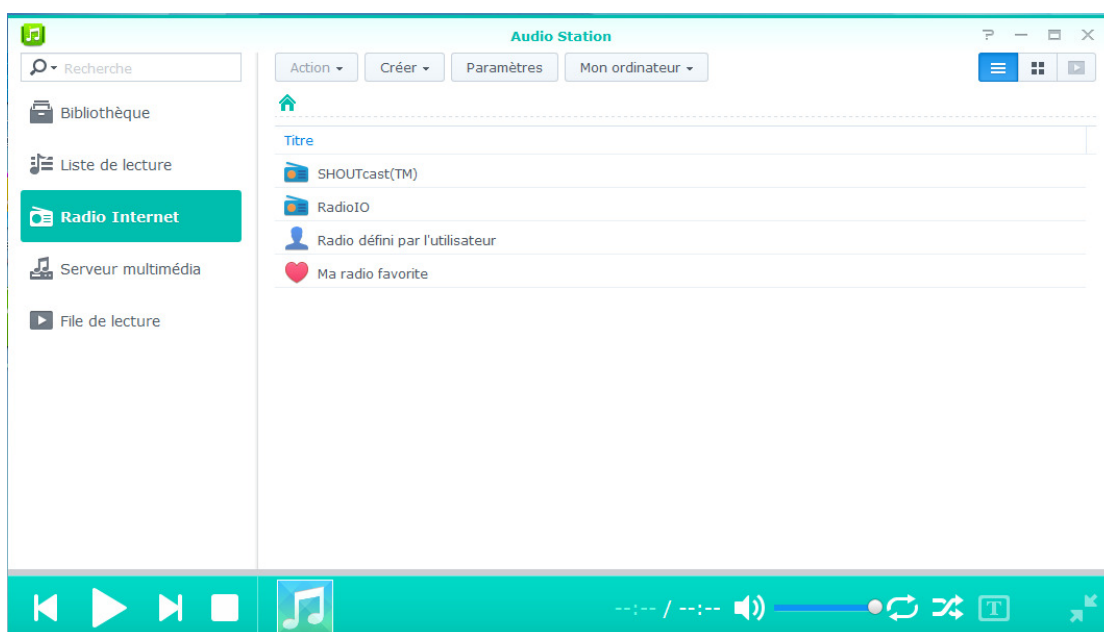 Audio Station
Recherche
Action Créer Paramètres Mon ordinateur
Bibliothèque
Liste de lecture
Radio Internet
Serveur multimédia
File de lecture
Titre
SHOUTcast(TM)
RadioIO
Radio défini par l'utilisateur
Ma radio favorite
--:-- / --:--
T